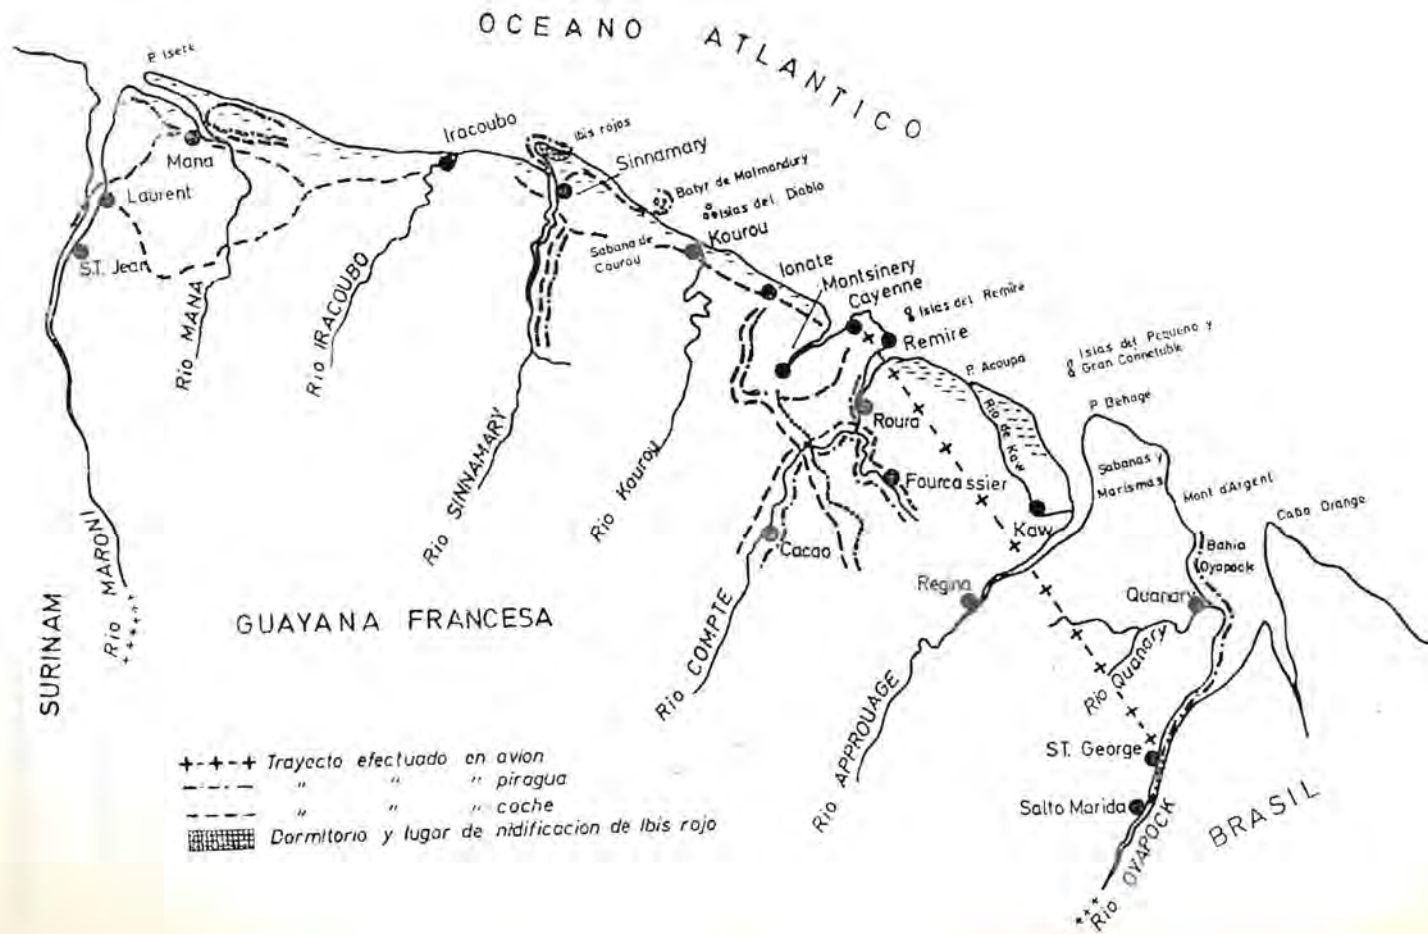 OCEANO ATLANTICO
P. Isere
Mana
Laurent
S.T. Jean
Iracoubo
Ibis rojos
Sinnamary
Batyr de Malmandury
Islas del Diablo
Sabana de
Courou
Kourou
Ionate
Montsinery
Cayenne
Islas del Remire
Remire
P. Acoupa
Islas del Pequeno y
Gran Connetuble
P. Behage
Rio de Kaw
Roura
Fourcassier
Kaw
Sabanas y
Marismas
Mont d'Argent
Cabo Orange
Bahia
Oyapock
Cacao
Regina
Quanary
Rio Quanary
Rio MARONI
Rio MANA
Rio IRACOUBO
Rio SINNAMARY
Rio Kourou
Rio COMPTE
Rio APPROUAGE
ST. George
Salto Marida
Rio OYAPOCK
SURINAM
GUAYANA FRANCESA
BRASIL
Trayecto efectuado en avion
" " " piragua
" " " coche
Dormitorio y lugar de nidificacion de Ibis rojo